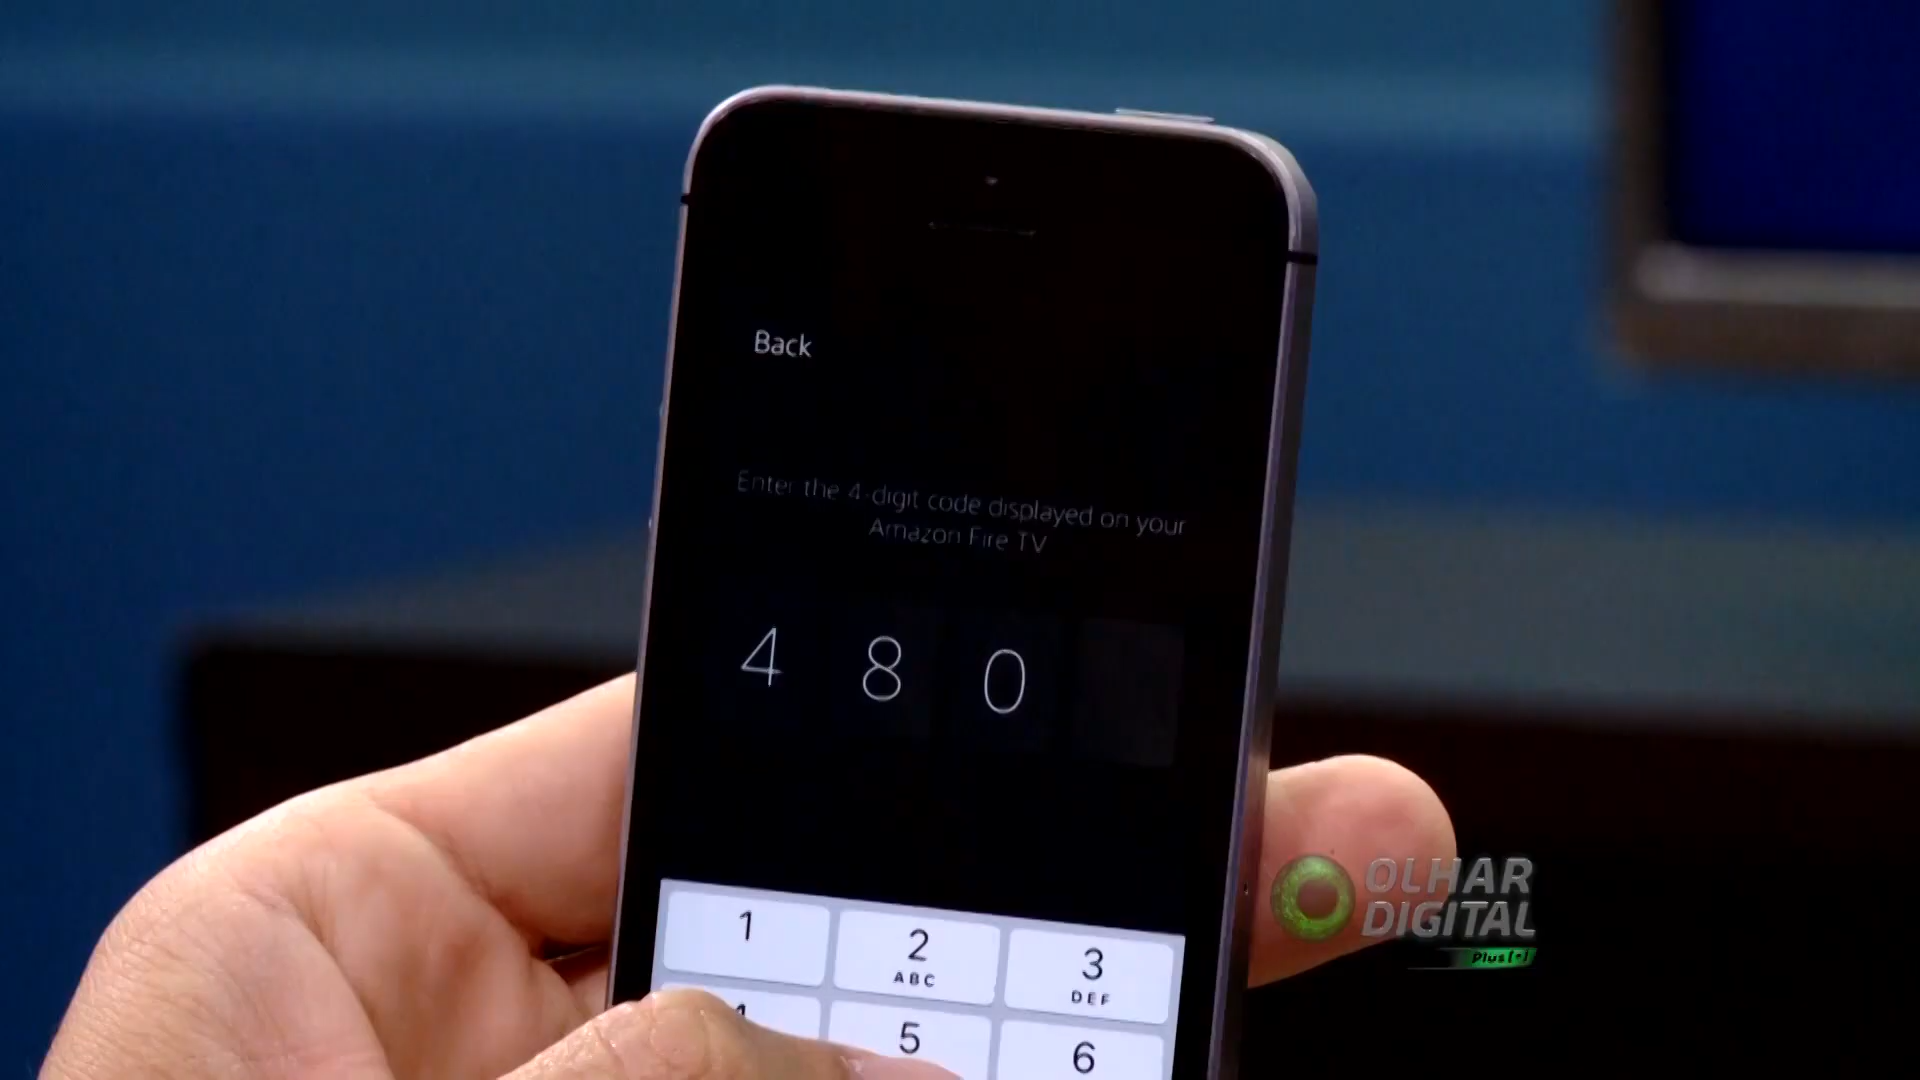 Back
Enter the 4-digit code displayed on your
Amazon Fire TV
4 8 0
1
2
ABC
3
DEF
4
5
6
OLHAR
DIGITAL
Plus [+]